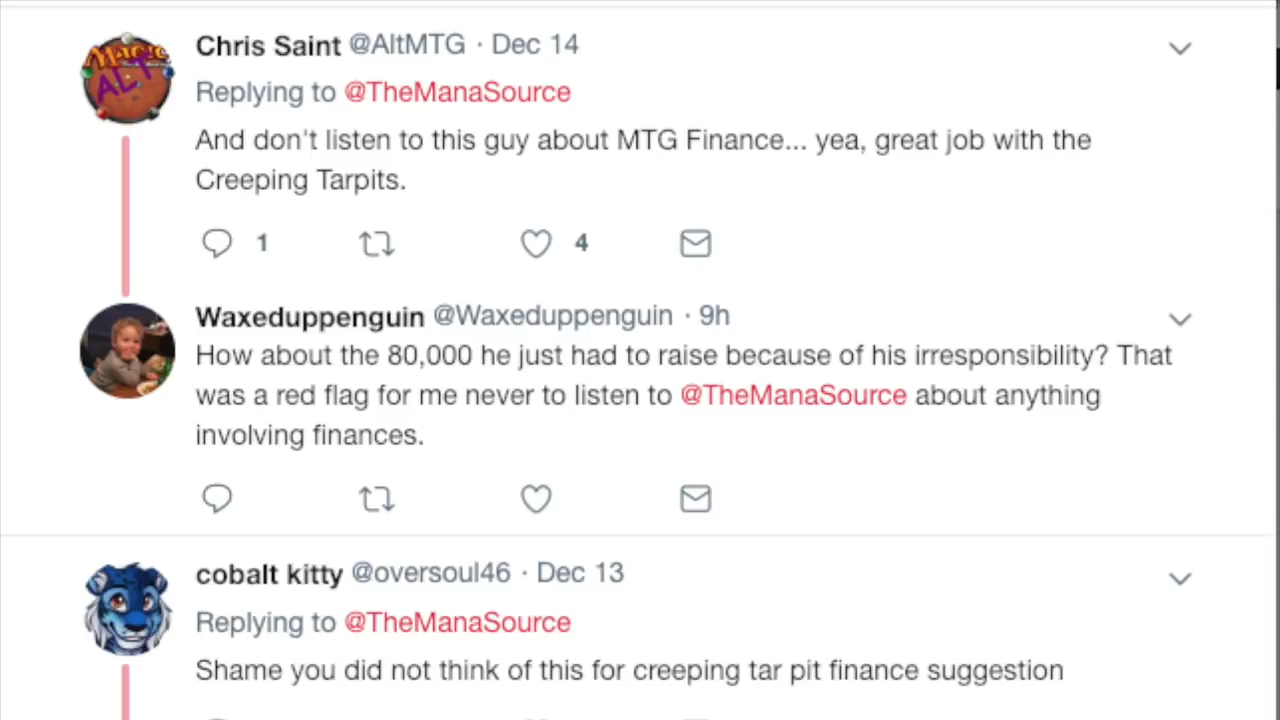 Chris Saint @AltMTG · Dec 14
Replying to @TheManaSource
And don't listen to this guy about MTG Finance... yea, great job with the
Creeping Tarpits.
1 4
Waxeduppenguin @Waxeduppenguin · 9h
How about the 80,000 he just had to raise because of his irresponsibility? That
was a red flag for me never to listen to @TheManaSource about anything
involving finances.
cobalt kitty @oversoul46 · Dec 13
Replying to @TheManaSource
Shame you did not think of this for creeping tar pit finance suggestion